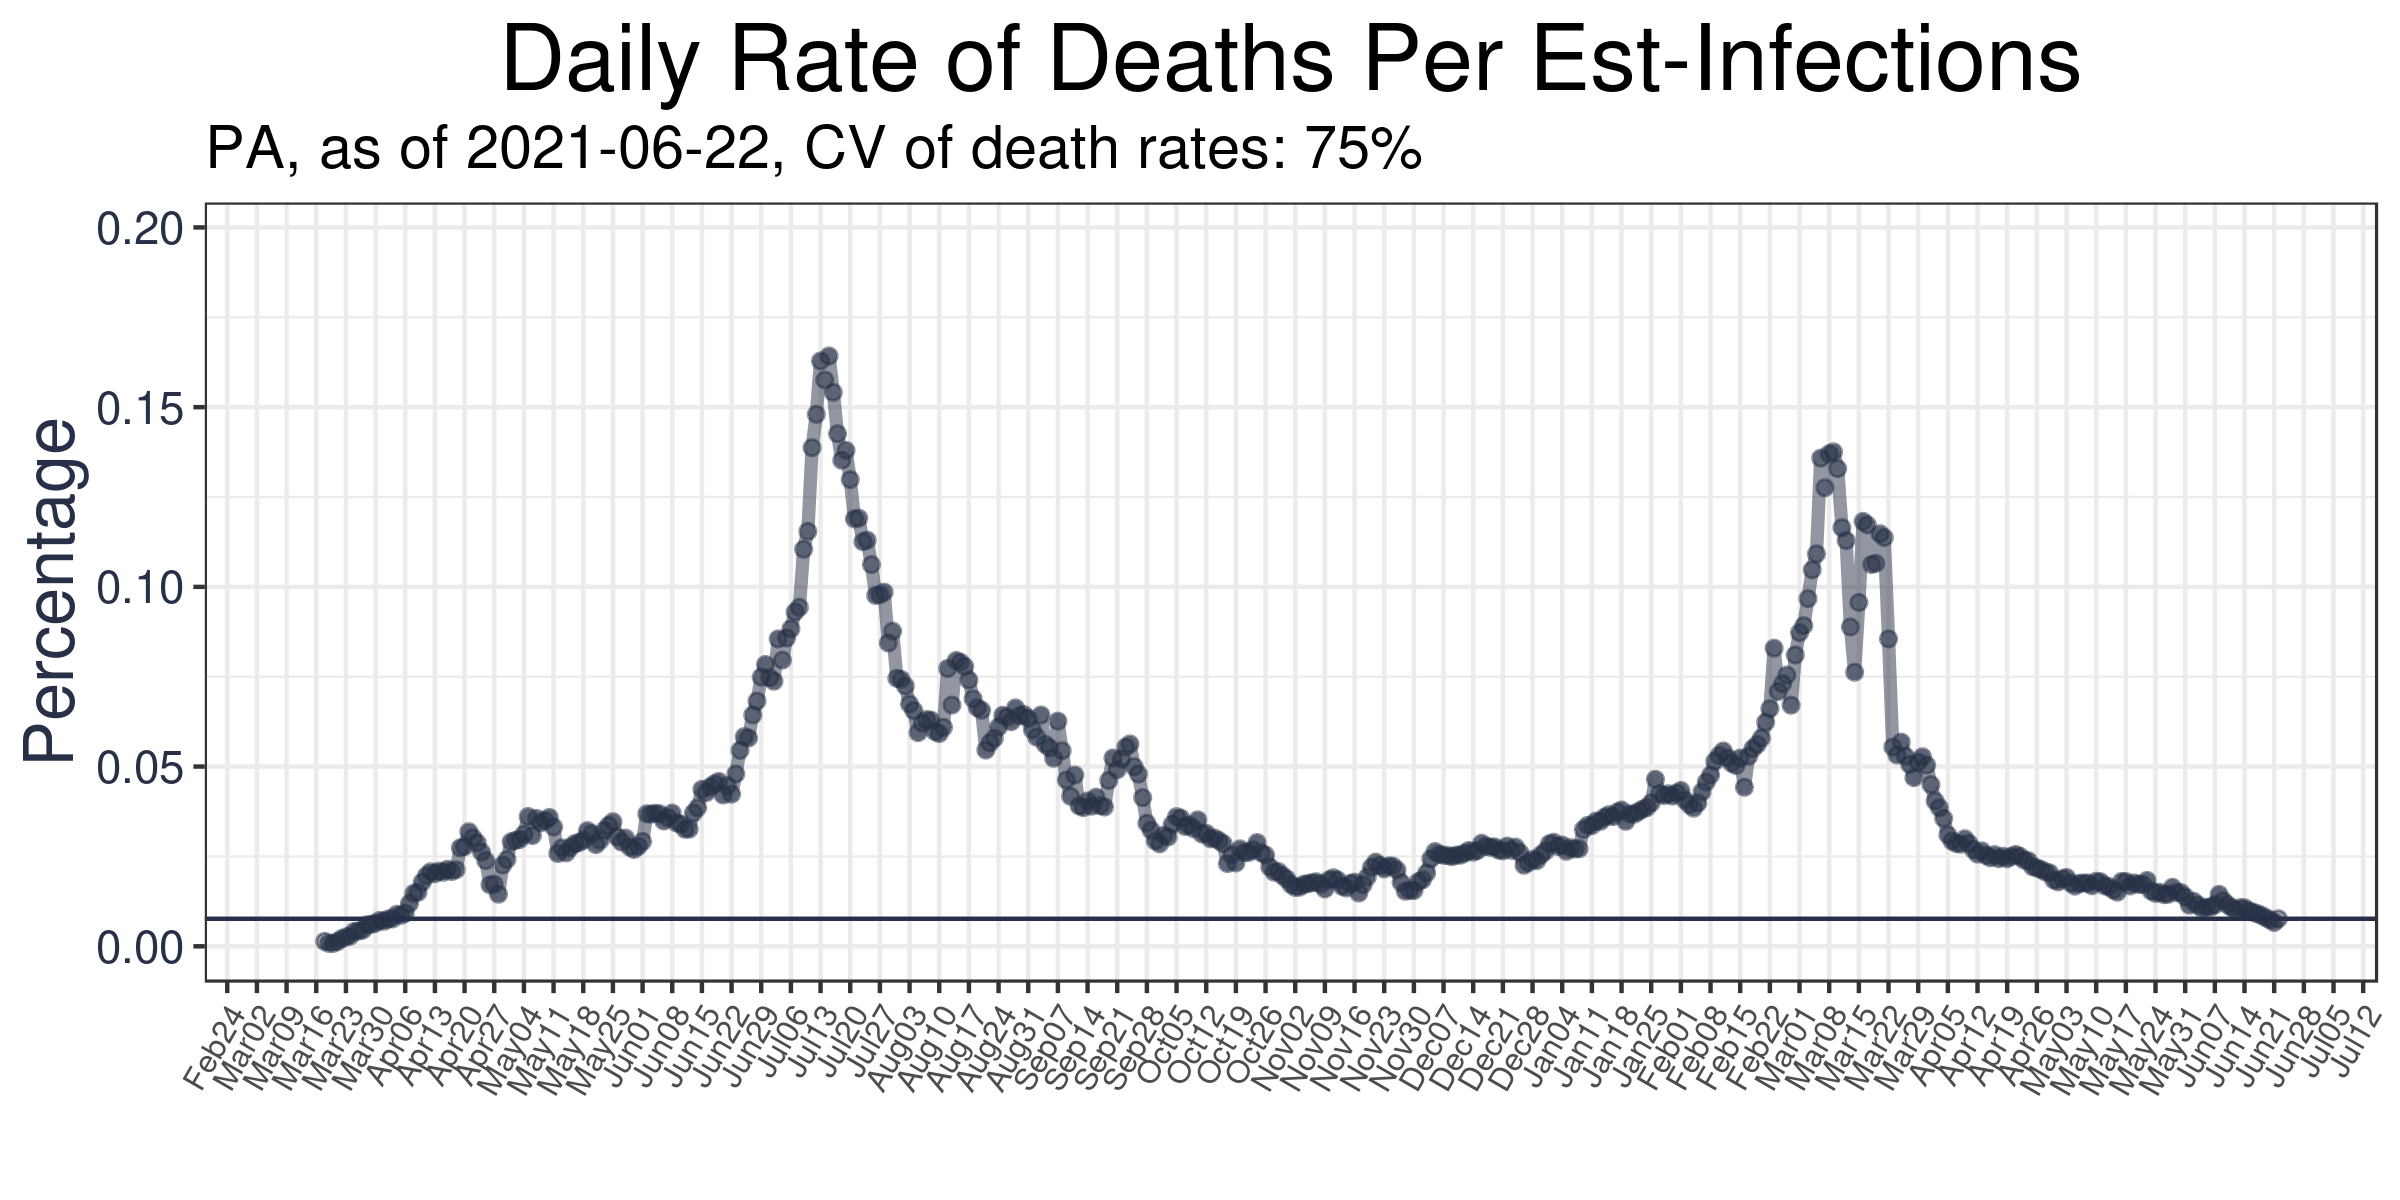 Daily Rate of Deaths Per Est-Infections
PA, as of 2021-06-22, CV of death rates: 75%
Percentage
0.20
0.15
0.10
0.05
0.00
Feb24
Mar02
Mar09
Mar16
Mar23
Mar30
Apr06
Apr13
Apr20
Apr27
May04
May11
May18
May25
Jun01
Jun08
Jun15
Jun22
Jun29
Jul06
Jul13
Jul20
Jul27
Aug03
Aug10
Aug17
Aug24
Aug31
Sep07
Sep14
Sep21
Sep28
Oct05
Oct12
Oct19
Oct26
Nov02
Nov09
Nov16
Nov23
Nov30
Dec07
Dec14
Dec21
Dec28
Dec04
Jan11
Jan18
Jan25
Feb01
Feb08
Feb15
Feb22
Mar01
Mar08
Mar15
Mar22
Mar29
Apr05
Apr12
Apr19
Apr26
May03
May10
May17
May24
May31
Jun07
Jun14
Jun21
Jun28
Jul05
Jul12